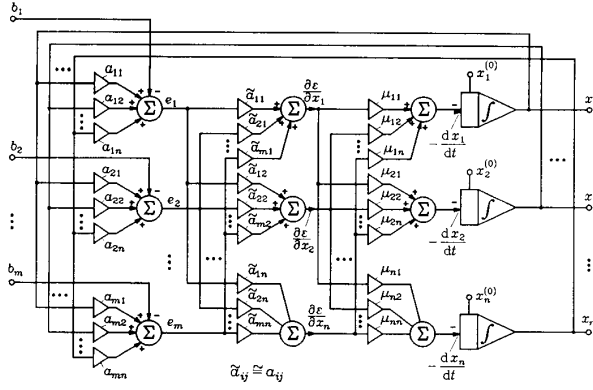 b₁
b₂
bₘ
a₁₁
a₁₂
a₁ₙ
a₂₁
a₂₂
a₂ₙ
aₘ₁
aₘ₂
aₘₙ
Σ
Σ
Σ
e₁
e₂
eₘ
ã₁₁
ã₂₁
ãₘ₁
ã₁₂
ã₂₂
ãₘ₂
ã₁ₙ
ã₂ₙ
ãₘₙ
Σ
Σ
Σ
∂ε/∂x₁
∂ε/∂x₂
∂ε/∂xₙ
μ₁₁
μ₁₂
μ₁ₙ
μ₂₁
μ₂₂
μ₂ₙ
μₙ₁
μₙ₂
μₙₙ
Σ
Σ
Σ
-dx₁/dt
-dx₂/dt
-dxₙ/dt
x₁⁽⁰⁾
x₂⁽⁰⁾
xₙ⁽⁰⁾
∫
∫
∫
x
x
ãᵢⱼ ≅ aᵢⱼ